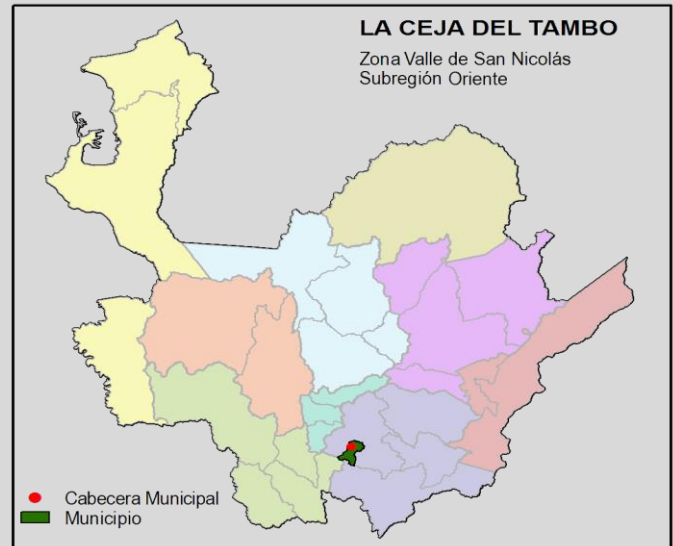 LA CEJA DEL TAMBO
Zona Valle de San Nicolás
Subregión Oriente
Cabecera Municipal
Municipio